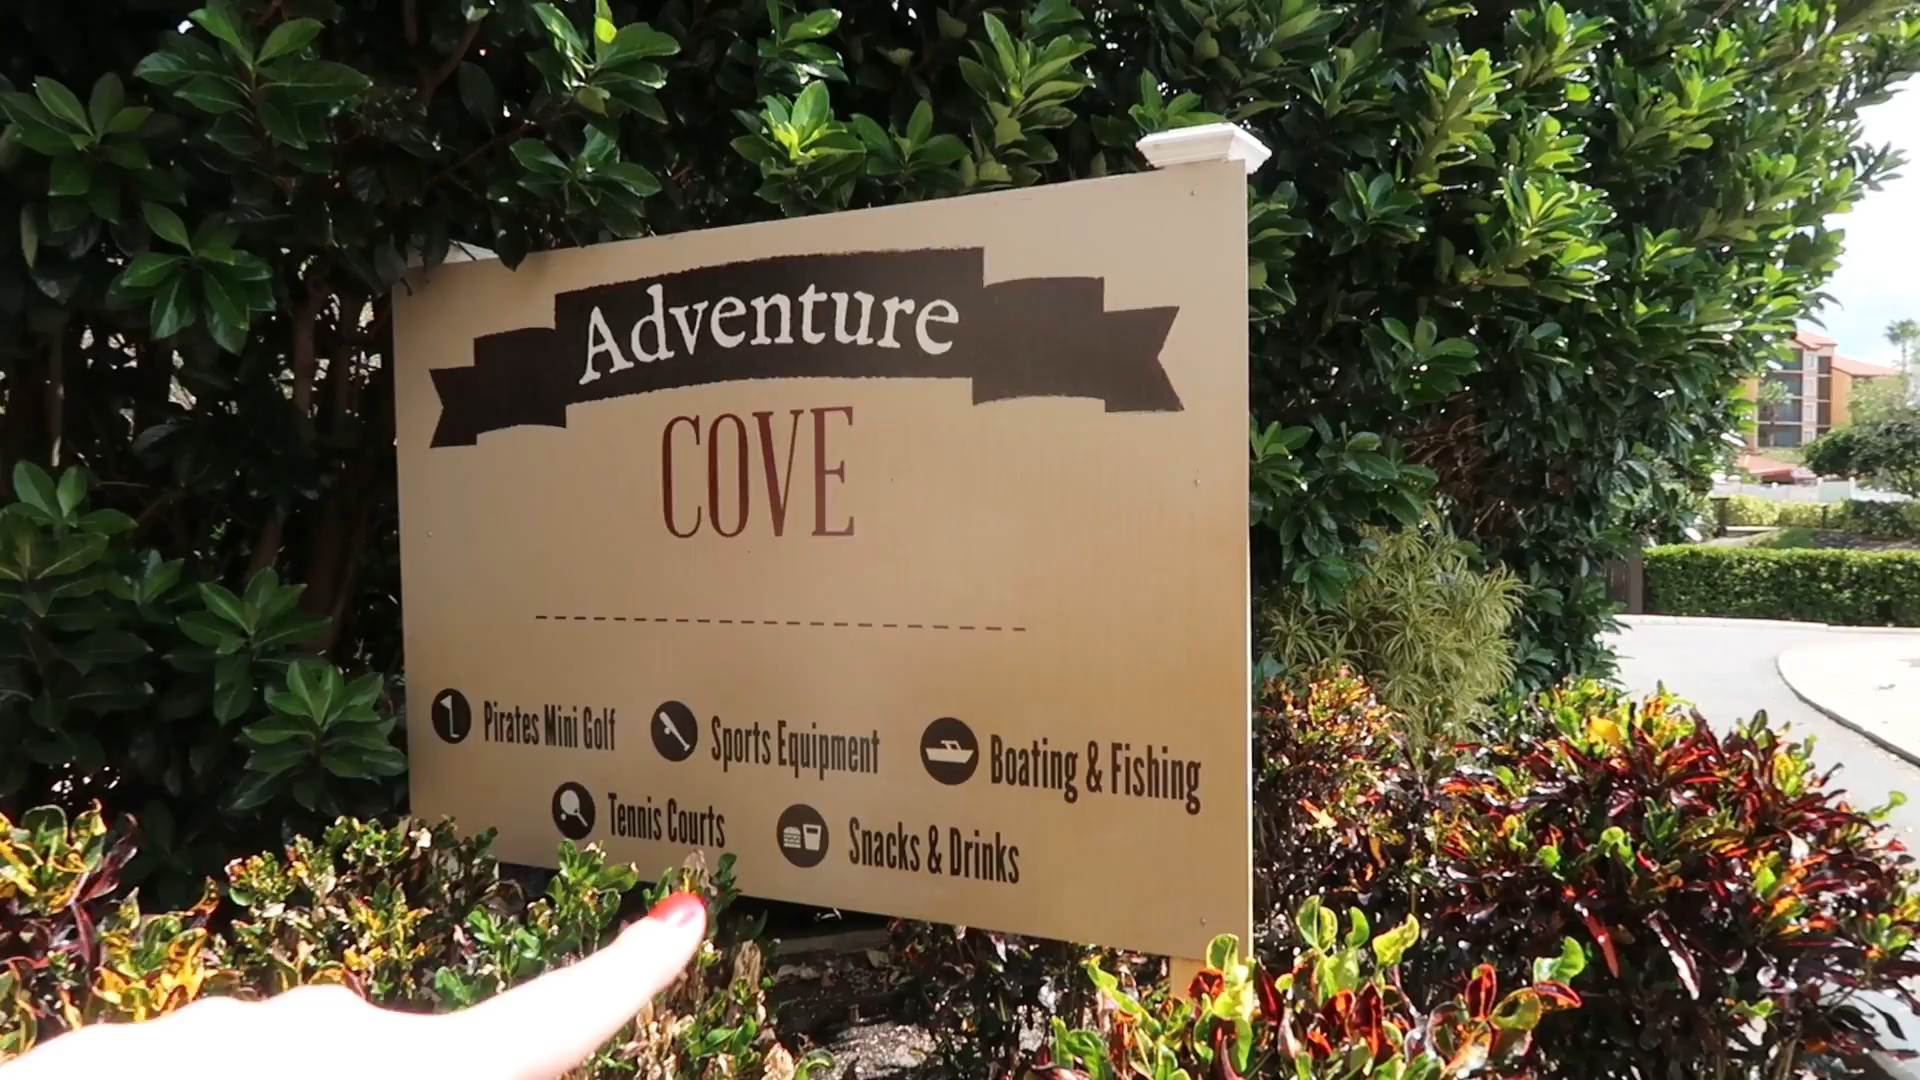 Adventure
COVE
Pirates Mini Golf Sports Equipment Boating & Fishing
Tennis Courts Snacks & Drinks